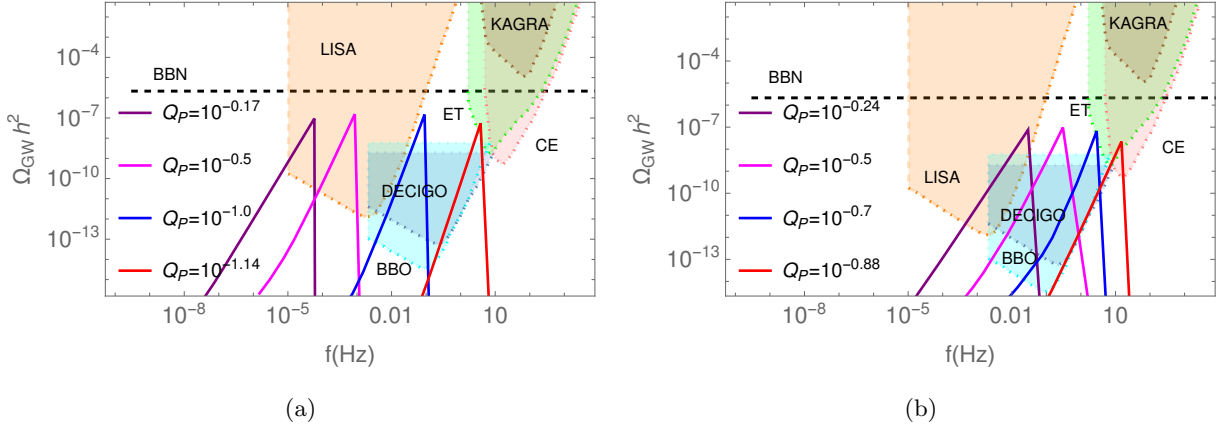 KAGRA
LISA
BBN
ET
CE
DECIGO
BBO
Q_P=10^{-0.17}
Q_P=10^{-0.5}
Q_P=10^{-1.0}
Q_P=10^{-1.14}
10^{-4}
10^{-7}
10^{-10}
10^{-13}
Ω_{GW} h^2
10^{-8}
10^{-5}
0.01
10
f(Hz)
(a)
KAGRA
BBN
ET
CE
LISA
DECIGO
BBO
Q_P=10^{-0.24}
Q_P=10^{-0.5}
Q_P=10^{-0.7}
Q_P=10^{-0.88}
10^{-4}
10^{-7}
10^{-10}
10^{-13}
Ω_{GW} h^2
10^{-8}
10^{-5}
0.01
10
f(Hz)
(b)